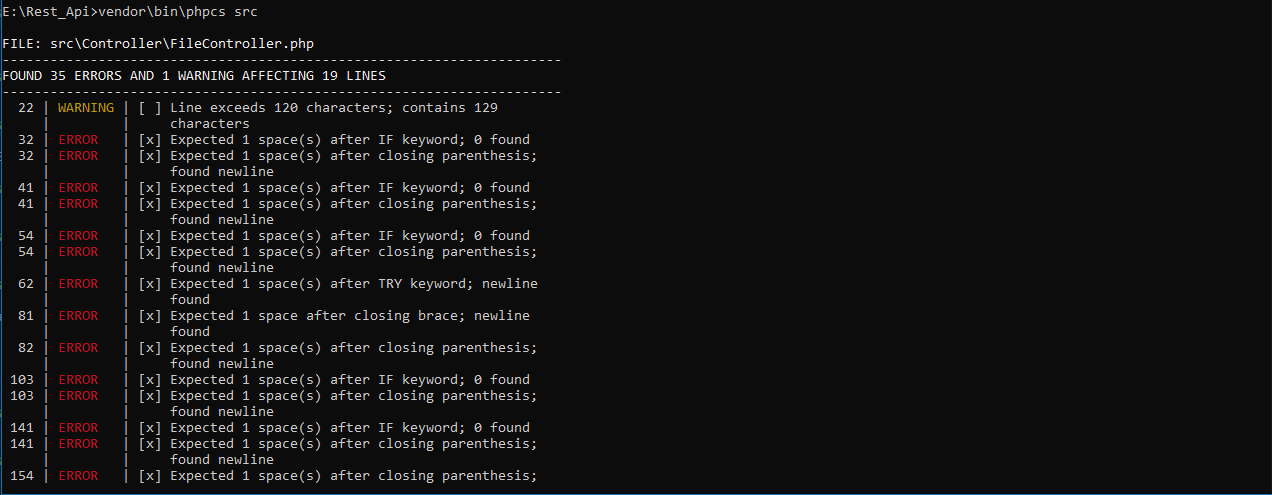 E:\Rest_Api>vendor\bin\phpcs src
FILE: src\Controller\FileController.php
----------------------------------------------------------------------
FOUND 35 ERRORS AND 1 WARNING AFFECTING 19 LINES
----------------------------------------------------------------------
  22 | WARNING | [ ] Line exceeds 120 characters; contains 129
     |         |     characters
  32 | ERROR   | [x] Expected 1 space(s) after IF keyword; 0 found
  32 | ERROR   | [x] Expected 1 space(s) after closing parenthesis;
     |         |     found newline
  41 | ERROR   | [x] Expected 1 space(s) after IF keyword; 0 found
  41 | ERROR   | [x] Expected 1 space(s) after closing parenthesis;
     |         |     found newline
  54 | ERROR   | [x] Expected 1 space(s) after IF keyword; 0 found
  54 | ERROR   | [x] Expected 1 space(s) after closing parenthesis;
     |         |     found newline
  62 | ERROR   | [x] Expected 1 space(s) after TRY keyword; newline
     |         |     found
  81 | ERROR   | [x] Expected 1 space after closing brace; newline
     |         |     found
  82 | ERROR   | [x] Expected 1 space(s) after closing parenthesis;
     |         |     found newline
 103 | ERROR   | [x] Expected 1 space(s) after IF keyword; 0 found
 103 | ERROR   | [x] Expected 1 space(s) after closing parenthesis;
     |         |     found newline
 141 | ERROR   | [x] Expected 1 space(s) after IF keyword; 0 found
 141 | ERROR   | [x] Expected 1 space(s) after closing parenthesis;
     |         |     found newline
 154 | ERROR   | [x] Expected 1 space(s) after closing parenthesis;